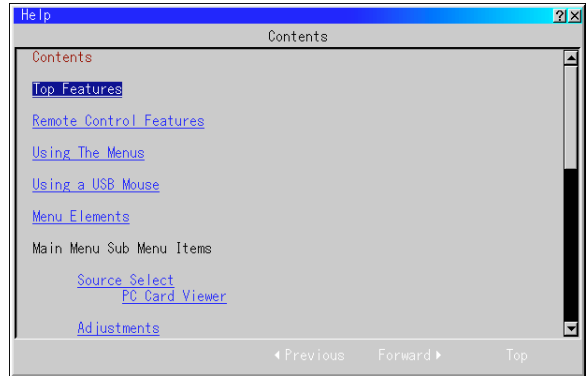 Help
Contents
Contents
Top Features
Remote Control Features
Using The Menus
Using a USB Mouse
Menu Elements
Main Menu Sub Menu Items
Source Select
PC Card Viewer
Adjustments
Previous Forward Top